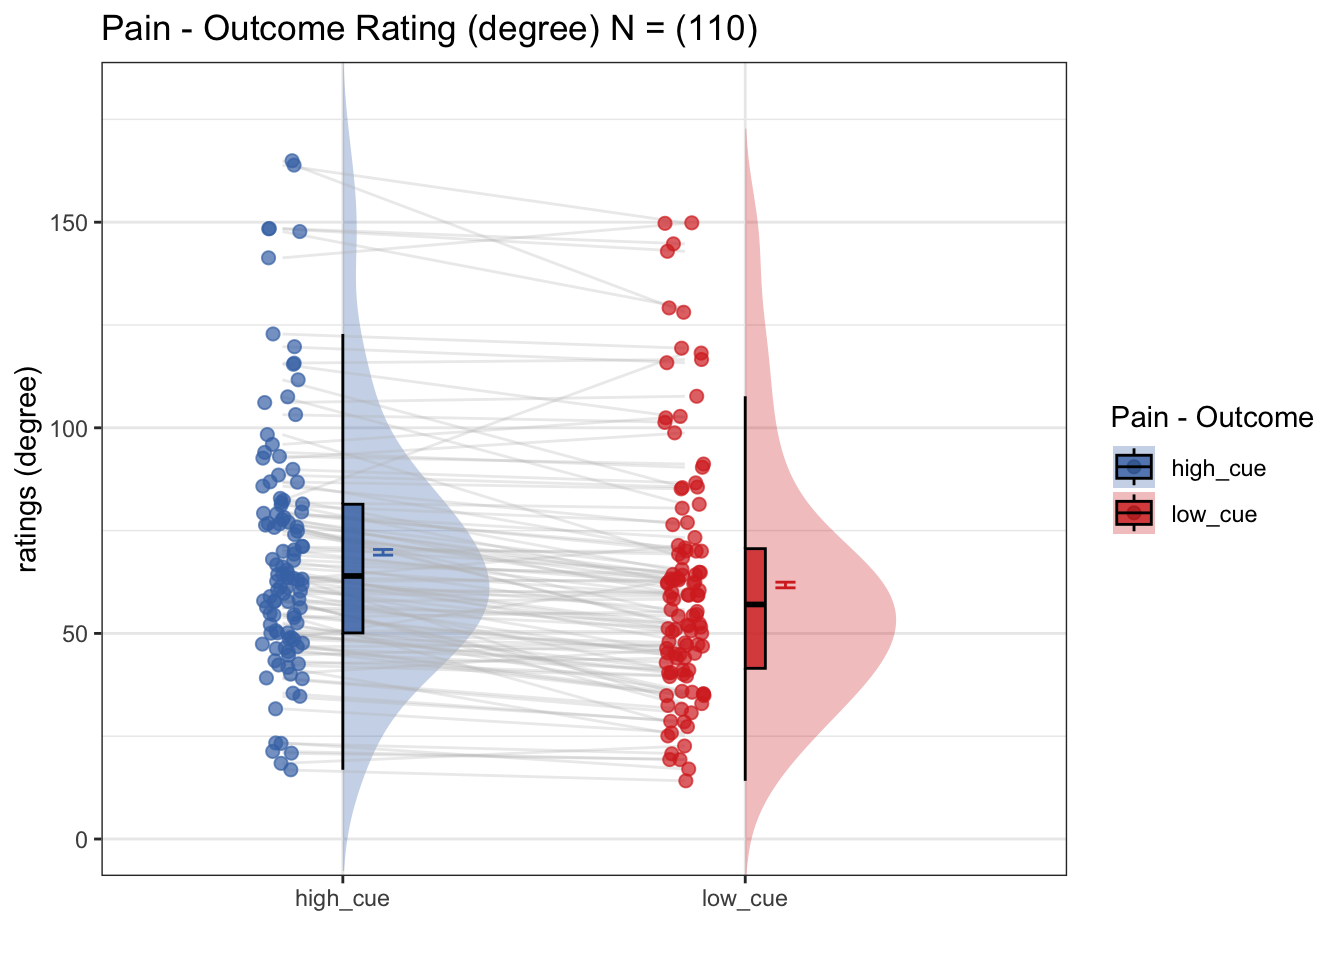 Pain - Outcome Rating (degree) N = (110)
ratings (degree)
150
100
50
0
high_cue
low_cue
Pain - Outcome
high_cue
low_cue